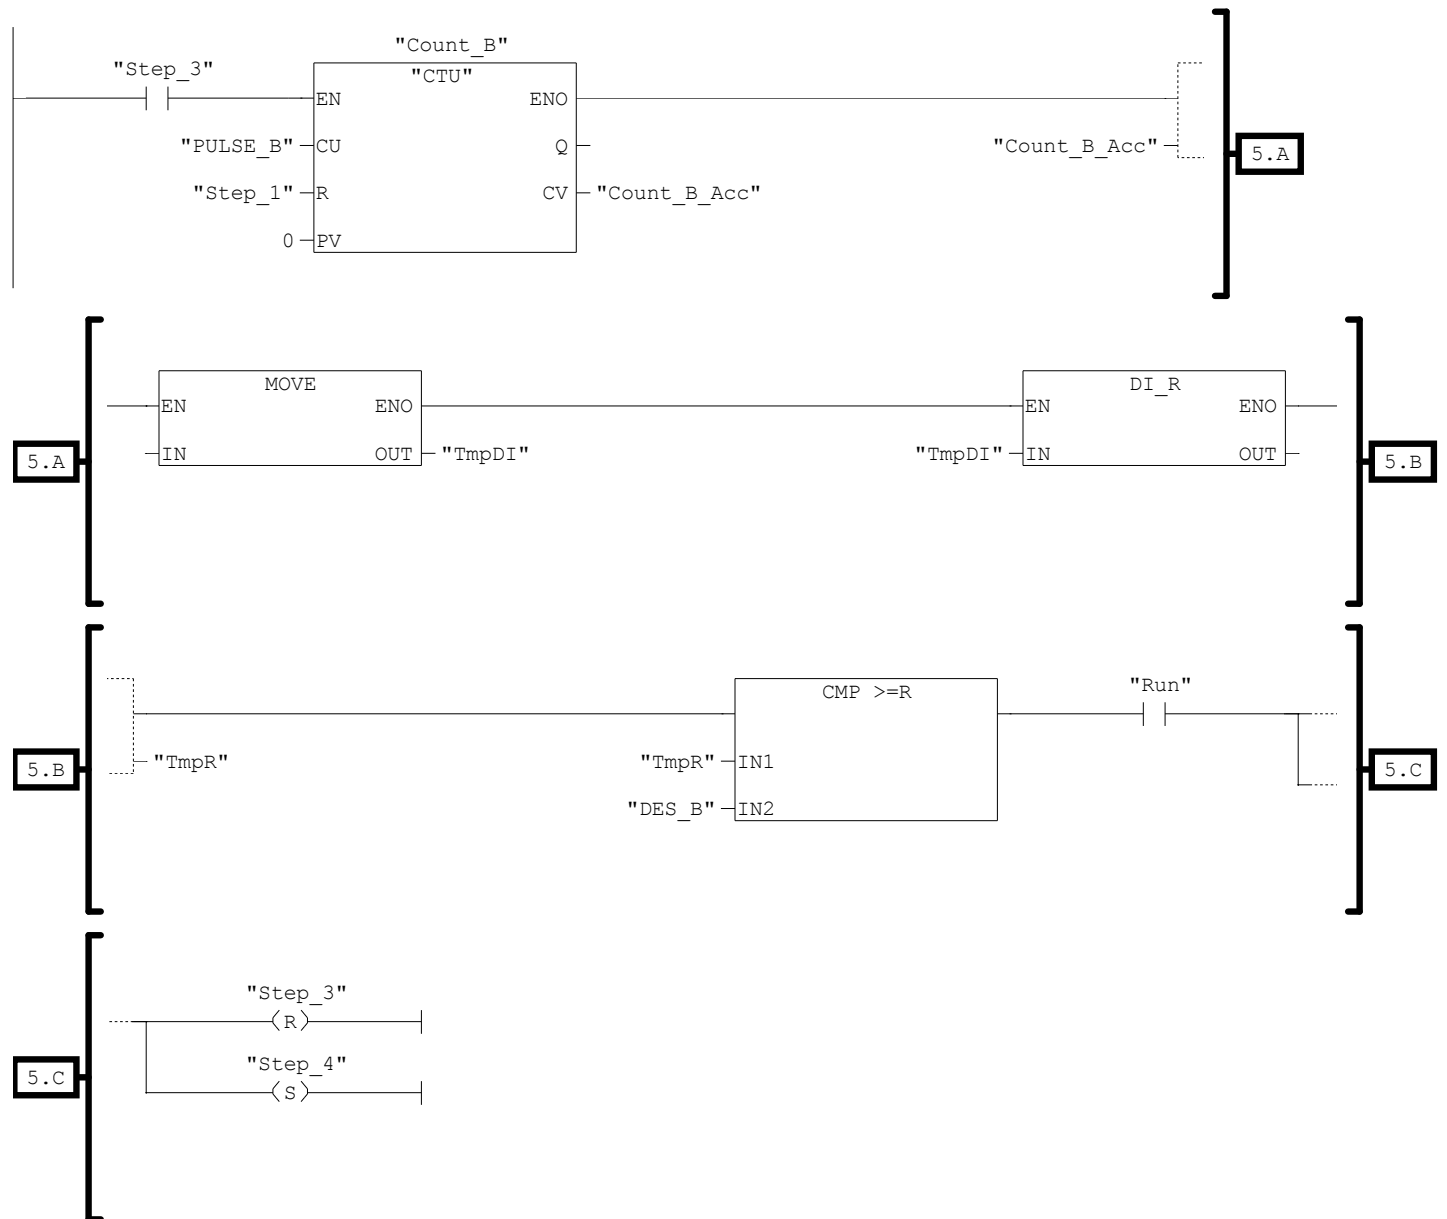 "Count_B"
"Step_3" "CTU"
EN ENO
"PULSE_B" CU Q "Count_B_Acc" 5.A
"Step_1" R CV "Count_B_Acc"
0 PV
MOVE DI_R
EN ENO EN ENO
5.A IN OUT "TmpDI" "TmpDI" IN OUT 5.B
"Run"
CMP >=R
5.B "TmpR" "TmpR" IN1 5.C
"DES_B" IN2
"Step_3"
(R)
"Step_4"
5.C
(S)